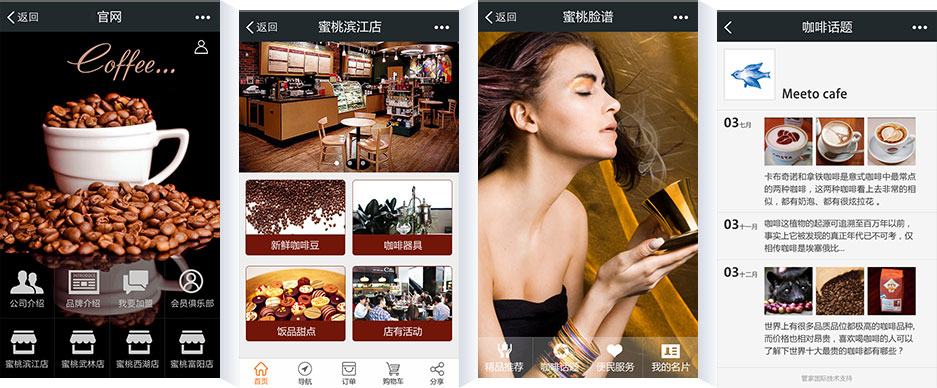 返回
官网
Coffee...
公司介绍
品牌介绍
我要加盟
会员俱乐部
蜜桃滨江店
蜜桃武林店
蜜桃西湖店
蜜桃富阳店
返回
蜜桃滨江店
新鲜咖啡豆
咖啡器具
饭品甜点
店有活动
首页
导航
订单
购物车
分享
返回
蜜桃脸谱
精品推荐
咖啡话题
便民服务
我的名片
咖啡话题
Meeto cafe
03七月
卡布奇诺和拿铁咖啡是意式咖啡中最常点
的两种咖啡，这两种咖啡看上去非常的相
似，都有奶泡、都有很炫拉花 。
03十一月
咖啡这植物的起源可追溯至百万年以前，
事实上它被发现的真正年代已不可考，仅
相传咖啡是埃塞俄比...
03十二月
世界上有很多品质品位都极高的咖啡品种,
而价格也相对昂贵，喜欢喝咖啡的人可以
了解下世界十大最贵的咖啡都有哪些？
管家国际技术支持